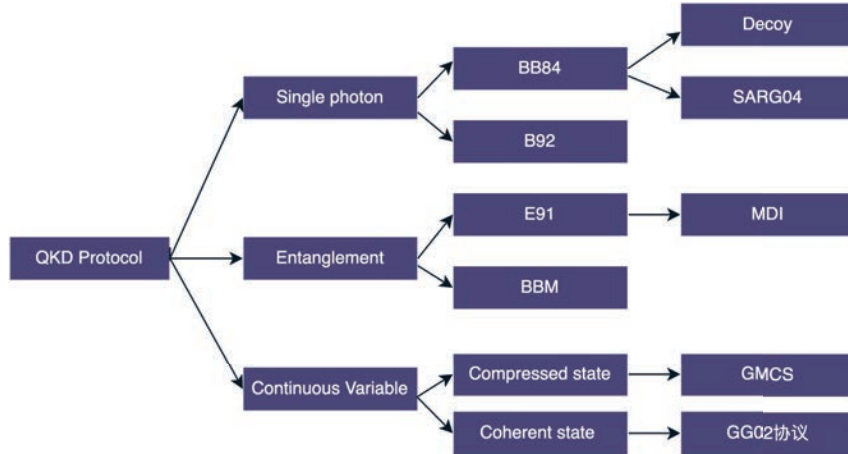 Decoy
BB84
Single photon
SARG04
B92
E91
MDI
QKD Protocol
Entanglement
BBM
Compressed state
GMCS
Continuous Variable
Coherent state
GG02协议